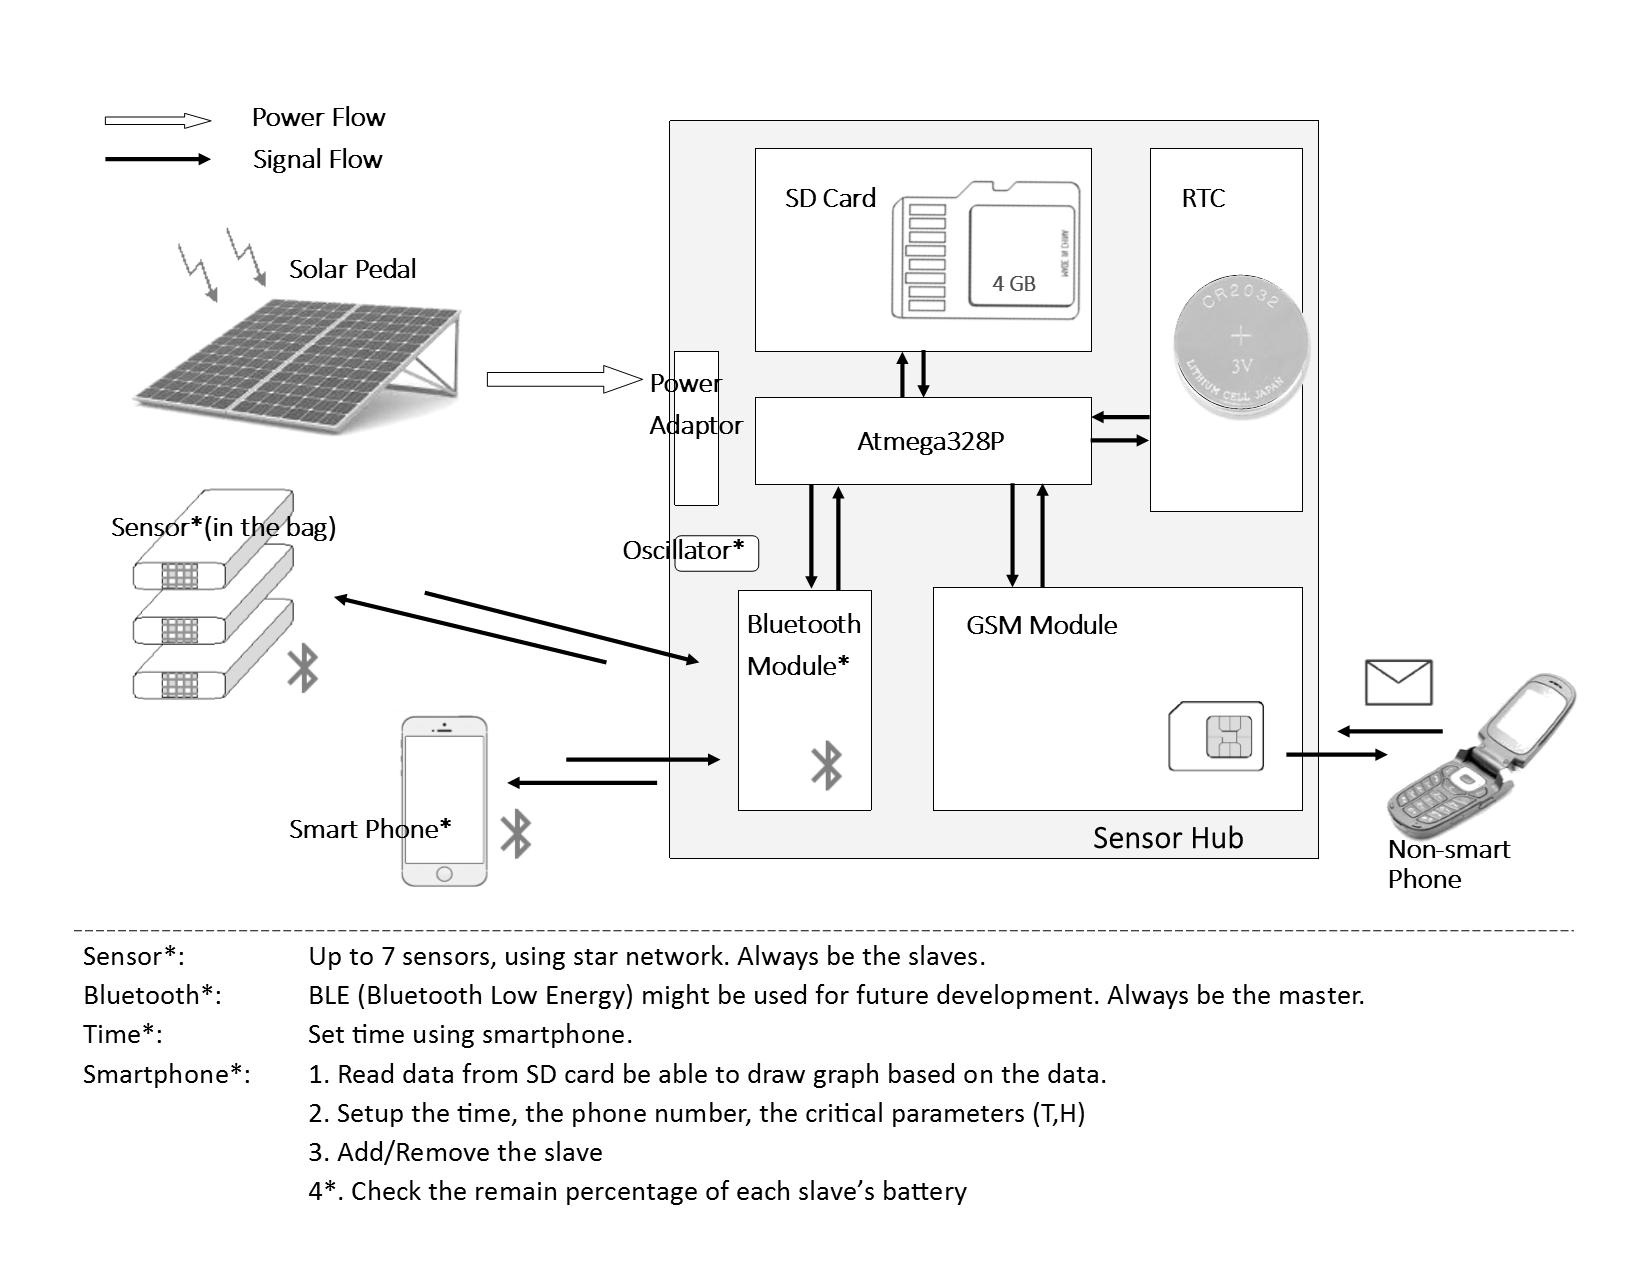 Power Flow
Signal Flow
Solar Pedal
SD Card
4 GB
MADE IN CHINA
RTC
CR2032
+
3V
LITHIUM CELL JAPAN
Power
Adaptor
Atmega328P
Sensor*(in the bag)
Oscillator*
Bluetooth
Module*
GSM Module
Smart Phone*
Sensor Hub
Non-smart
Phone
Sensor*: Up to 7 sensors, using star network. Always be the slaves.
Bluetooth*: BLE (Bluetooth Low Energy) might be used for future development. Always be the master.
Time*: Set time using smartphone.
Smartphone*: 1. Read data from SD card be able to draw graph based on the data.
2. Setup the time, the phone number, the critical parameters (T,H)
3. Add/Remove the slave
4*. Check the remain percentage of each slave’s battery